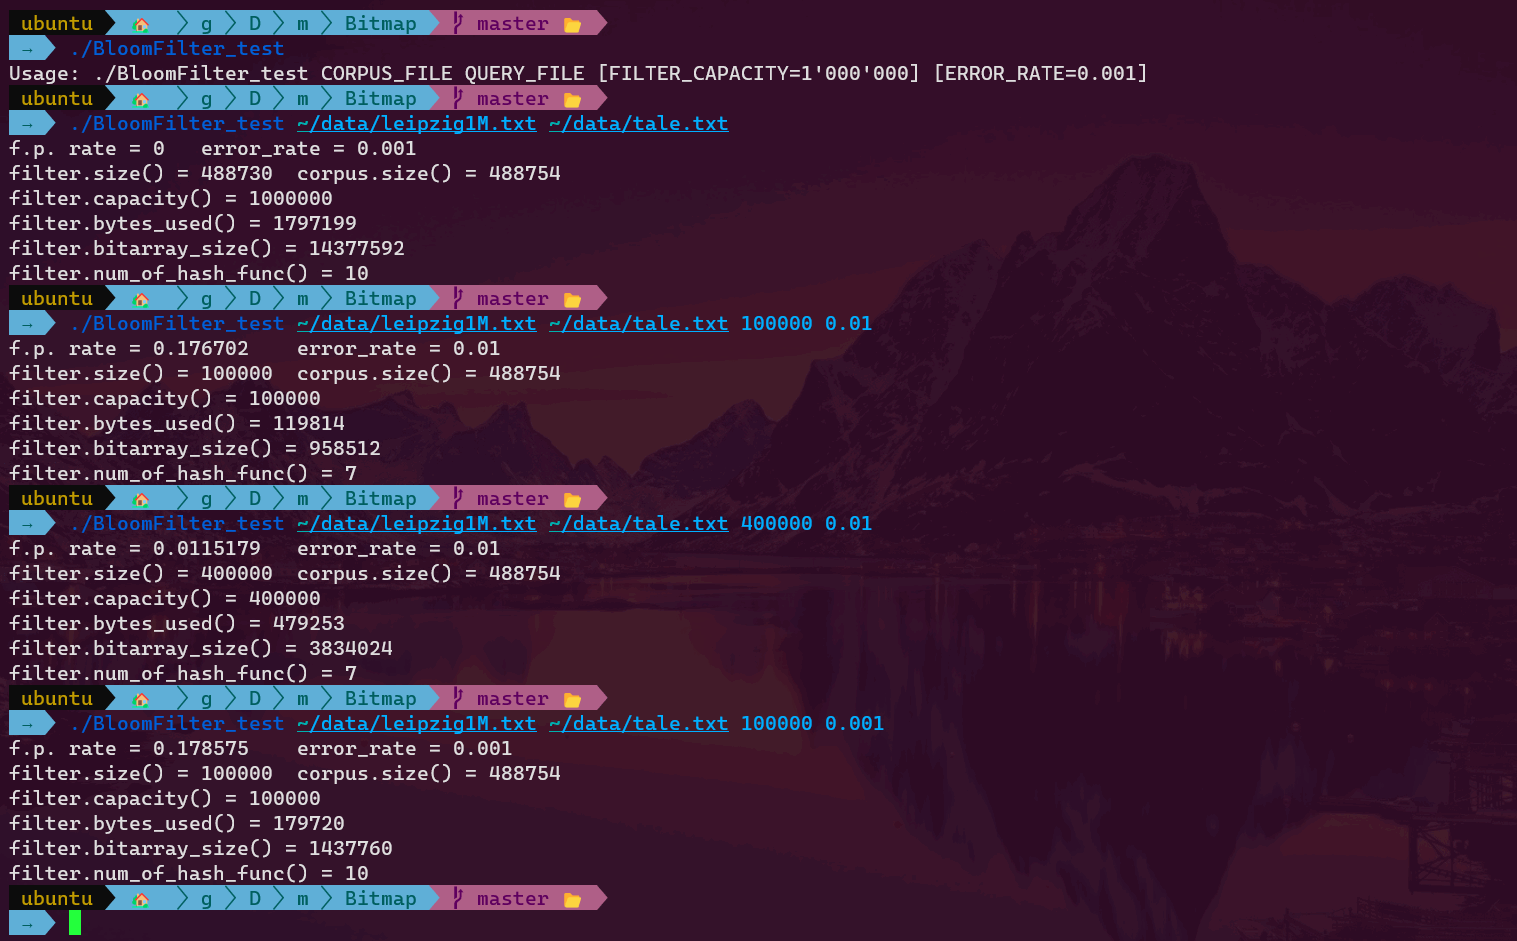 ubuntu g D m Bitmap master
→ ./BloomFilter_test
Usage: ./BloomFilter_test CORPUS_FILE QUERY_FILE [FILTER_CAPACITY=1'000'000] [ERROR_RATE=0.001]
ubuntu g D m Bitmap master
→ ./BloomFilter_test ~/data/leipzig1M.txt ~/data/tale.txt
f.p. rate = 0 error_rate = 0.001
filter.size() = 488730 corpus.size() = 488754
filter.capacity() = 1000000
filter.bytes_used() = 1797199
filter.bitarray_size() = 14377592
filter.num_of_hash_func() = 10
ubuntu g D m Bitmap master
→ ./BloomFilter_test ~/data/leipzig1M.txt ~/data/tale.txt 100000 0.01
f.p. rate = 0.176702 error_rate = 0.01
filter.size() = 100000 corpus.size() = 488754
filter.capacity() = 100000
filter.bytes_used() = 119814
filter.bitarray_size() = 958512
filter.num_of_hash_func() = 7
ubuntu g D m Bitmap master
→ ./BloomFilter_test ~/data/leipzig1M.txt ~/data/tale.txt 400000 0.01
f.p. rate = 0.0115179 error_rate = 0.01
filter.size() = 400000 corpus.size() = 488754
filter.capacity() = 400000
filter.bytes_used() = 479253
filter.bitarray_size() = 3834024
filter.num_of_hash_func() = 7
ubuntu g D m Bitmap master
→ ./BloomFilter_test ~/data/leipzig1M.txt ~/data/tale.txt 100000 0.001
f.p. rate = 0.178575 error_rate = 0.001
filter.size() = 100000 corpus.size() = 488754
filter.capacity() = 100000
filter.bytes_used() = 179720
filter.bitarray_size() = 1437760
filter.num_of_hash_func() = 10
ubuntu g D m Bitmap master
→